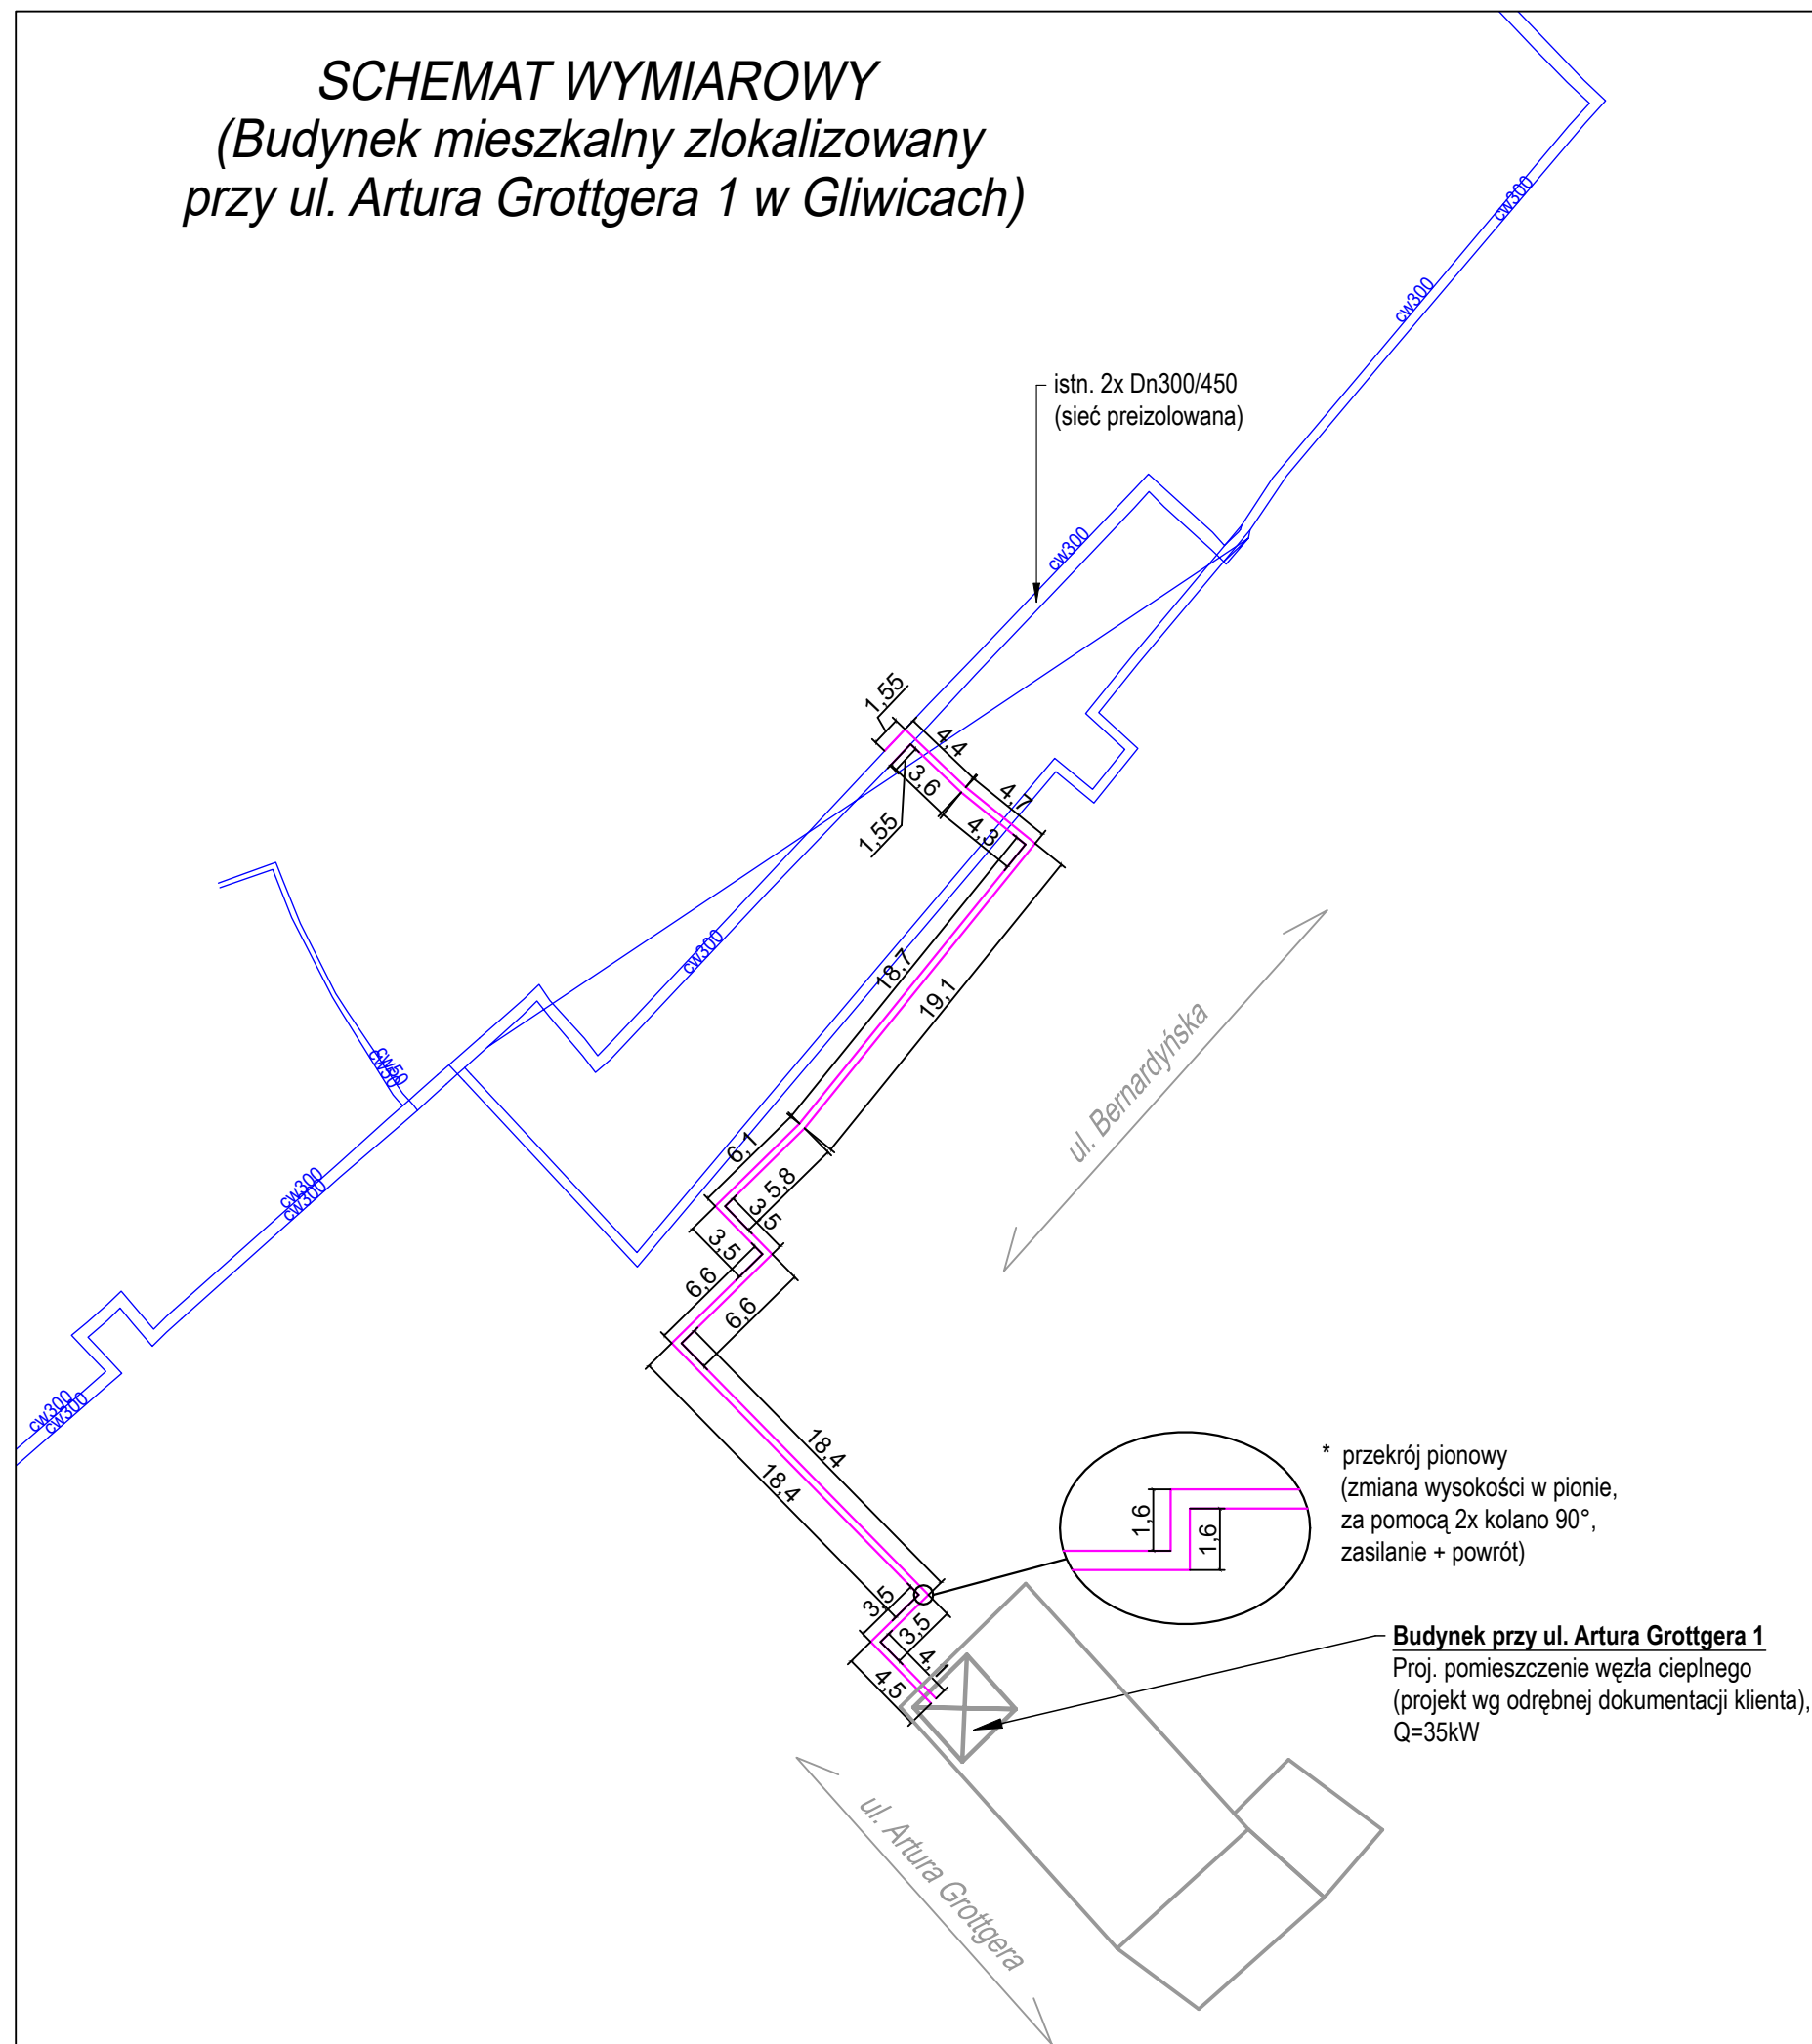 SCHEMAT WYMIAROWY
(Budynek mieszkalny zlokalizowany
przy ul. Artura Grottgera 1 w Gliwicach)
cw300
cw300
istn. 2x Dn300/450
(sieć preizolowana)
cw300
1,55
4,4
3,6
4,7
1,55
4,3
cw300
18,7
19,1
ul. Bernardyńska
cw50
cw50
6,1
5,8
3,5
3,5
6,6
6,6
cw300
cw300
cw300
cw300
18,4
18,4
1,6
1,6
* przekrój pionowy
(zmiana wysokości w pionie,
za pomocą 2x kolano 90°,
zasilanie + powrót)
3,5
3,5
4,1
4,5
Budynek przy ul. Artura Grottgera 1
Proj. pomieszczenie węzła cieplnego
(projekt wg odrębnej dokumentacji klienta),
Q=35kW
ul. Artura Grottgera